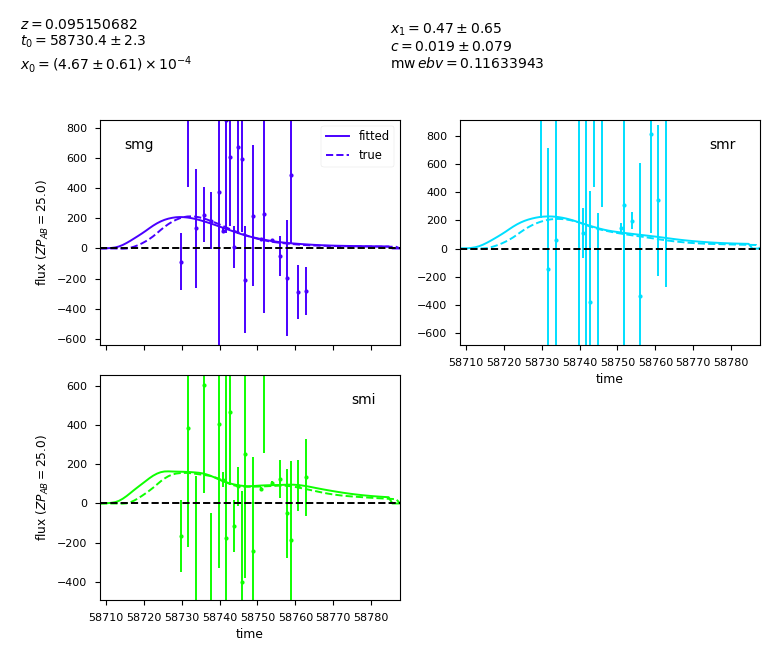 z = 0.095150682
t₀ = 58730.4 ± 2.3
x₀ = (4.67 ± 0.61) × 10⁻⁴
x₁ = 0.47 ± 0.65
c = 0.019 ± 0.079
mw ebv = 0.11633943
smg
fitted
true
800
600
400
200
0
−200
−400
−600
flux (ZP_AB = 25.0)
smr
800
600
400
200
0
−200
−400
−600
58710 58720 58730 58740 58750 58760 58770 58780
time
smi
600
400
200
0
−200
−400
flux (ZP_AB = 25.0)
58710 58720 58730 58740 58750 58760 58770 58780
time